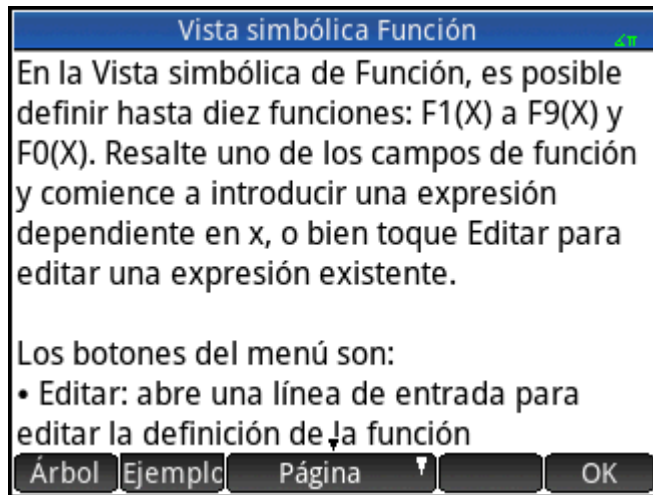 Vista simbólica Función
∡π
En la Vista simbólica de Función, es posible
definir hasta diez funciones: F1(X) a F9(X) y
F0(X). Resalte uno de los campos de función
y comience a introducir una expresión
dependiente en x, o bien toque Editar para
editar una expresión existente.
Los botones del menú son:
• Editar: abre una línea de entrada para
editar la definición de la función
Árbol Ejemplo Página OK